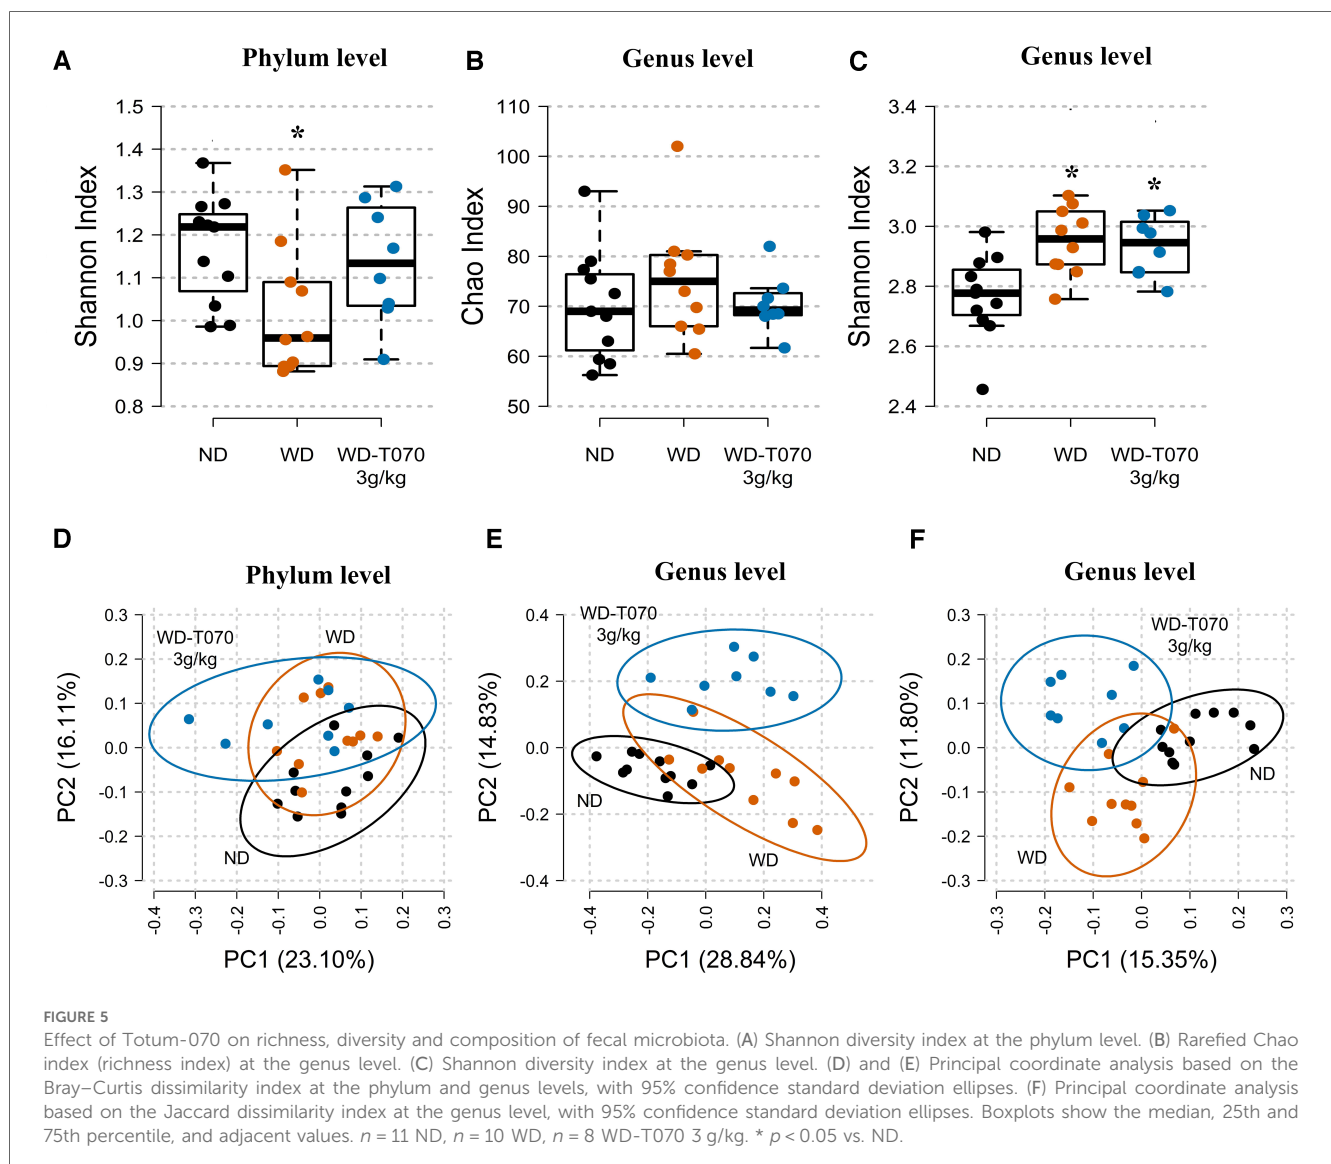 A
Phylum level
Shannon Index
1.5
1.4
1.3
1.2
1.1
1.0
0.9
0.8
*
ND
WD
WD-T070
3g/kg
B
Genus level
Chao Index
110
100
90
80
70
60
50
ND
WD
WD-T070
3g/kg
C
Genus level
Shannon Index
3.4
3.2
3.0
2.8
2.6
2.4
*
*
ND
WD
WD-T070
3g/kg
D
Phylum level
PC2 (16.11%)
0.3
0.2
0.1
0.0
-0.1
-0.2
-0.3
WD-T070
3g/kg
WD
ND
-0.4
-0.3
-0.2
-0.1
0.0
0.1
0.2
0.3
PC1 (23.10%)
E
Genus level
PC2 (14.83%)
0.4
0.2
0.0
-0.2
-0.4
WD-T070
3g/kg
ND
WD
-0.4
-0.2
0.0
0.2
0.4
PC1 (28.84%)
F
Genus level
PC2 (11.80%)
0.3
0.2
0.1
0.0
-0.1
-0.2
-0.3
WD-T070
3g/kg
ND
WD
-0.3
-0.2
-0.1
0.0
0.1
0.2
0.3
PC1 (15.35%)
FIGURE 5
Effect of Totum-070 on richness, diversity and composition of fecal microbiota. (A) Shannon diversity index at the phylum level. (B) Rarefied Chao
index (richness index) at the genus level. (C) Shannon diversity index at the genus level. (D) and (E) Principal coordinate analysis based on the
Bray–Curtis dissimilarity index at the phylum and genus levels, with 95% confidence standard deviation ellipses. (F) Principal coordinate analysis
based on the Jaccard dissimilarity index at the genus level, with 95% confidence standard deviation ellipses. Boxplots show the median, 25th and
75th percentile, and adjacent values. n = 11 ND, n = 10 WD, n = 8 WD-T070 3 g/kg. * p < 0.05 vs. ND.